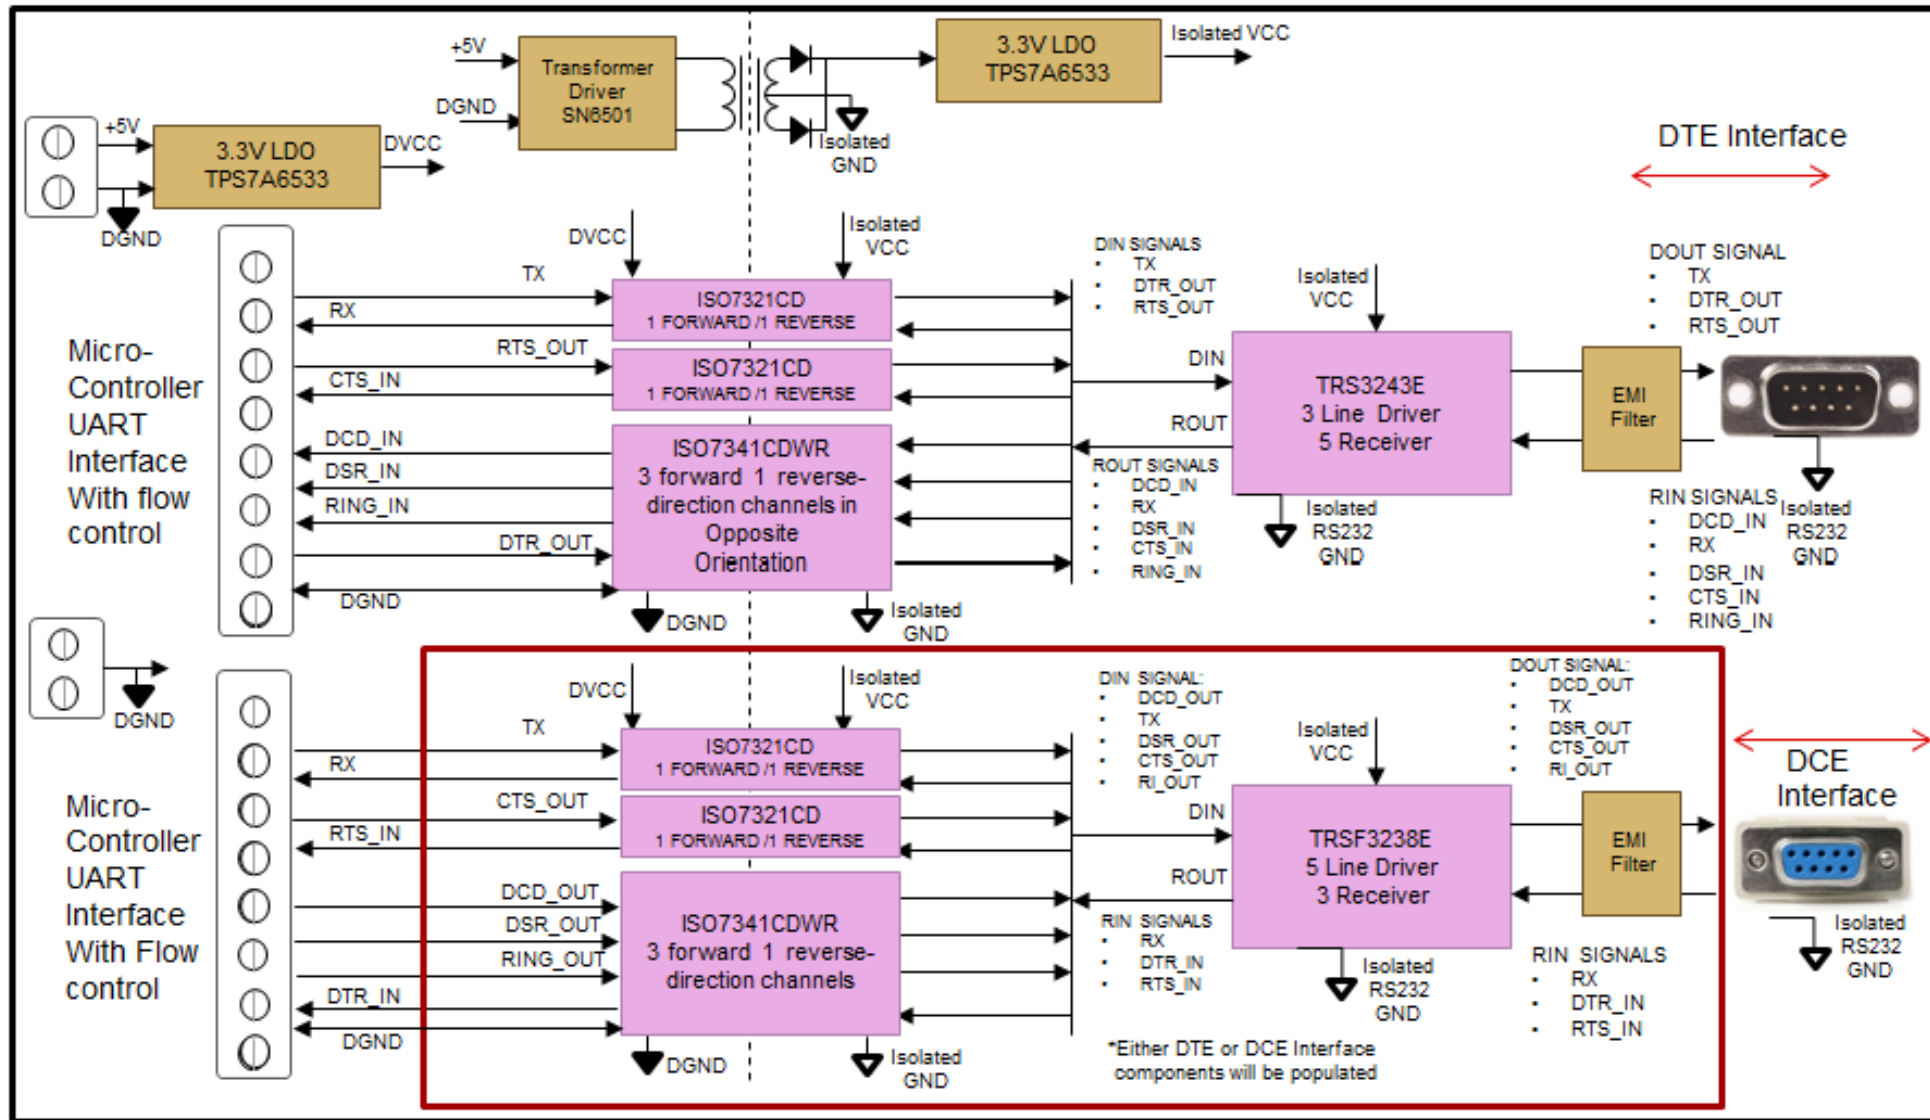 +5V
Transformer
Driver
SN6501
DGND
3.3V LDO
TPS7A6533
Isolated VCC
Isolated
GND
+5V
3.3V LDO
TPS7A6533
DVCC
DGND
DTE Interface
Micro-
Controller
UART
Interface
With flow
control
TX
RX
RTS_OUT
CTS_IN
DCD_IN
DSR_IN
RING_IN
DTR_OUT
DGND
DVCC
Isolated
VCC
ISO7321CD
1 FORWARD /1 REVERSE
ISO7321CD
1 FORWARD /1 REVERSE
ISO7341CDWR
3 forward 1 reverse-
direction channels in
Opposite
Orientation
DGND
Isolated
GND
DIN SIGNALS
▪ TX
▪ DTR_OUT
▪ RTS_OUT
DIN
ROUT
ROUT SIGNALS
▪ DCD_IN
▪ RX
▪ DSR_IN
▪ CTS_IN
▪ RING_IN
Isolated
VCC
TRS3243E
3 Line Driver
5 Receiver
Isolated
RS232
GND
EMI
Filter
DOUT SIGNAL
▪ TX
▪ DTR_OUT
▪ RTS_OUT
RIN SIGNALS
▪ DCD_IN
▪ RX
▪ DSR_IN
▪ CTS_IN
▪ RING_IN
Isolated
RS232
GND
DGND
Micro-
Controller
UART
Interface
With Flow
control
TX
RX
CTS_OUT
RTS_IN
DCD_OUT
DSR_OUT
RING_OUT
DTR_IN
DGND
DVCC
Isolated
VCC
ISO7321CD
1 FORWARD /1 REVERSE
ISO7321CD
1 FORWARD /1 REVERSE
ISO7341CDWR
3 forward 1 reverse-
direction channels
DGND
Isolated
GND
DIN SIGNAL:
▪ DCD_OUT
▪ TX
▪ DSR_OUT
▪ CTS_OUT
▪ RI_OUT
DIN
ROUT
RIN SIGNALS
▪ RX
▪ DTR_IN
▪ RTS_IN
Isolated
VCC
TRSF3238E
5 Line Driver
3 Receiver
Isolated
RS232
GND
DOUT SIGNAL:
▪ DCD_OUT
▪ TX
▪ DSR_OUT
▪ CTS_OUT
▪ RI_OUT
EMI
Filter
RIN SIGNALS
▪ RX
▪ DTR_IN
▪ RTS_IN
DCE
Interface
Isolated
RS232
GND
*Either DTE or DCE Interface
components will be populated